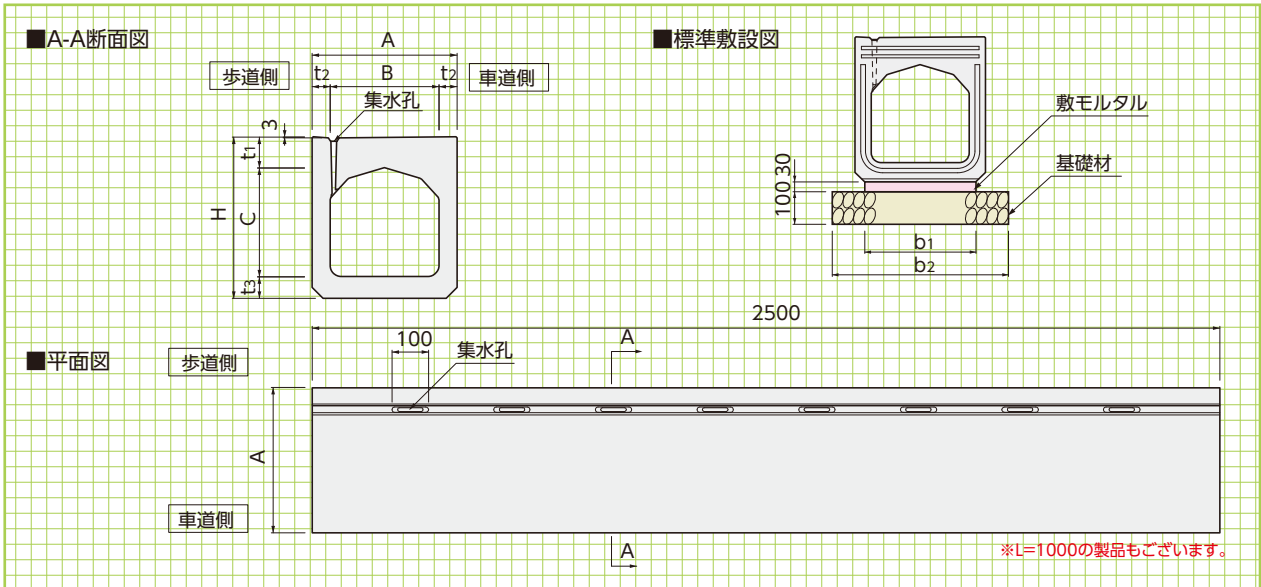 ■A-A断面図
A
歩道側
t2
B
t2
車道側
集水孔
3
t1
H
C
t3
■標準敷設図
敷モルタル
基礎材
30
100
b1
b2
2500
■平面図
歩道側
100
集水孔
A
A
車道側
A
※L=1000の製品もございます。